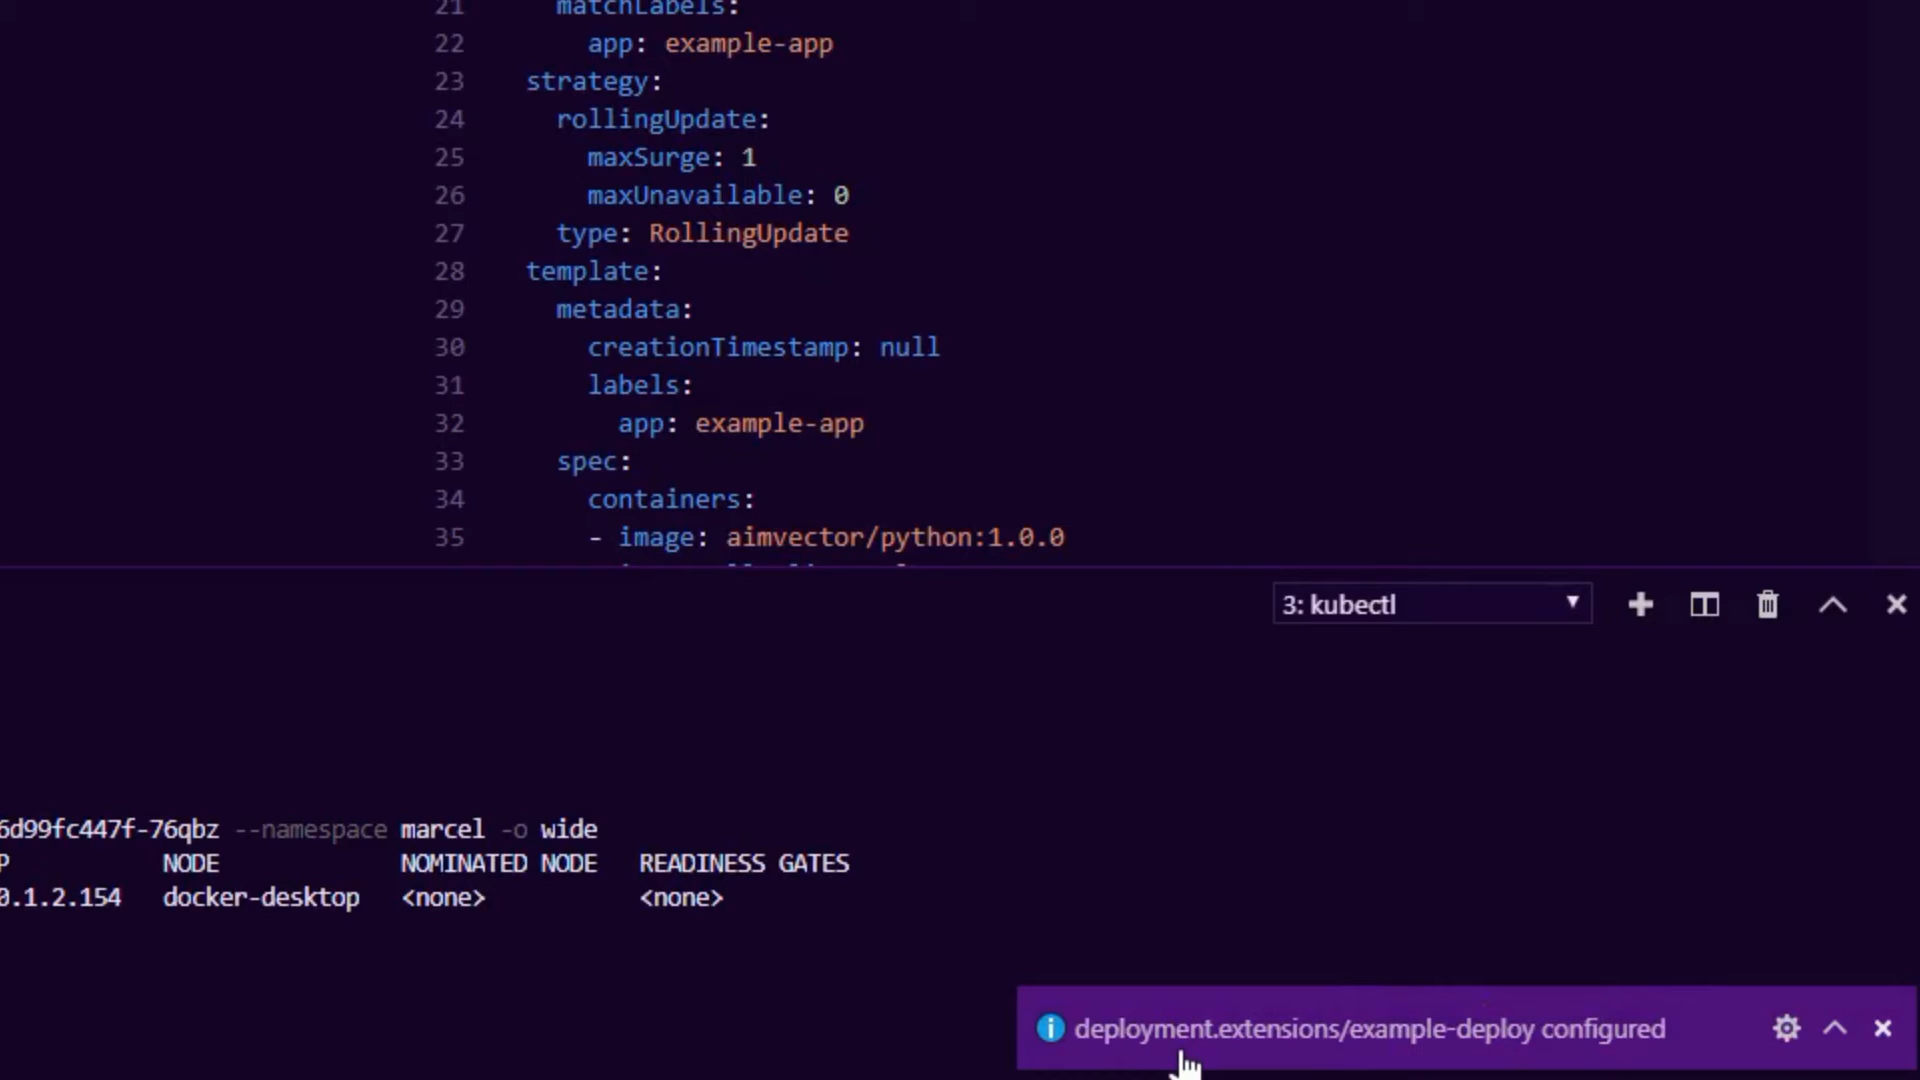 21 matchLabels:
22 app: example-app
23 strategy:
24 rollingUpdate:
25 maxSurge: 1
26 maxUnavailable: 0
27 type: RollingUpdate
28 template:
29 metadata:
30 creationTimestamp: null
31 labels:
32 app: example-app
33 spec:
34 containers:
35 - image: aimvector/python:1.0.0
3: kubectl
6d99fc447f-76qbz --namespace marcel -o wide
P NODE NOMINATED NODE READINESS GATES
0.1.2.154 docker-desktop <none> <none>
deployment.extensions/example-deploy configured